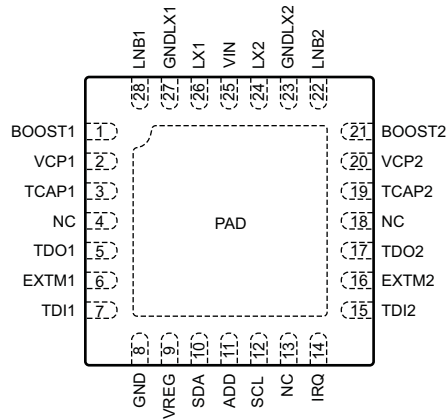 LNB1
GNDLX1
LX1
VIN
LX2
GNDLX2
LNB2
28
27
26
25
24
23
22
BOOST1 1
VCP1 2
TCAP1 3
NC 4
TDO1 5
EXTM1 6
TDI1 7
PAD
21 BOOST2
20 VCP2
19 TCAP2
18 NC
17 TDO2
16 EXTM2
15 TDI2
8
9
10
11
12
13
14
GND
VREG
SDA
ADD
SCL
NC
IRQ